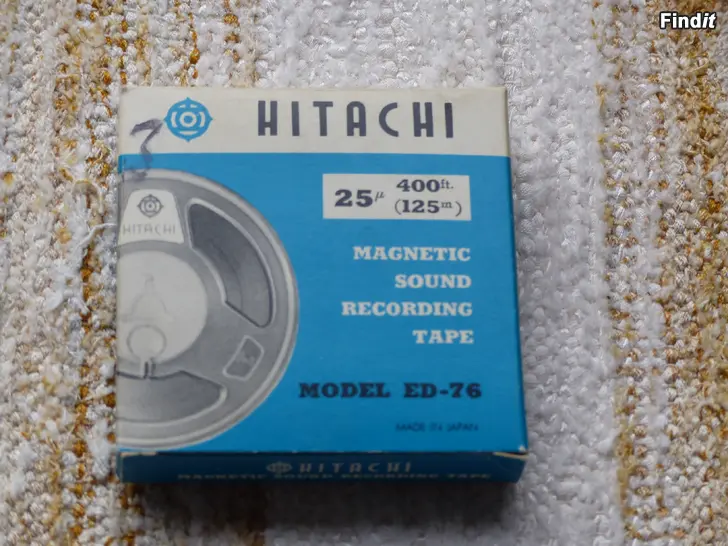 Findit
HITACHI
7
25μ 400ft. (125m)
HITACHI
MAGNETIC
SOUND
RECORDING
TAPE
MODEL ED-76
MADE IN JAPAN
HITACHI
MAGNETIC SOUND RECORDING TAPE